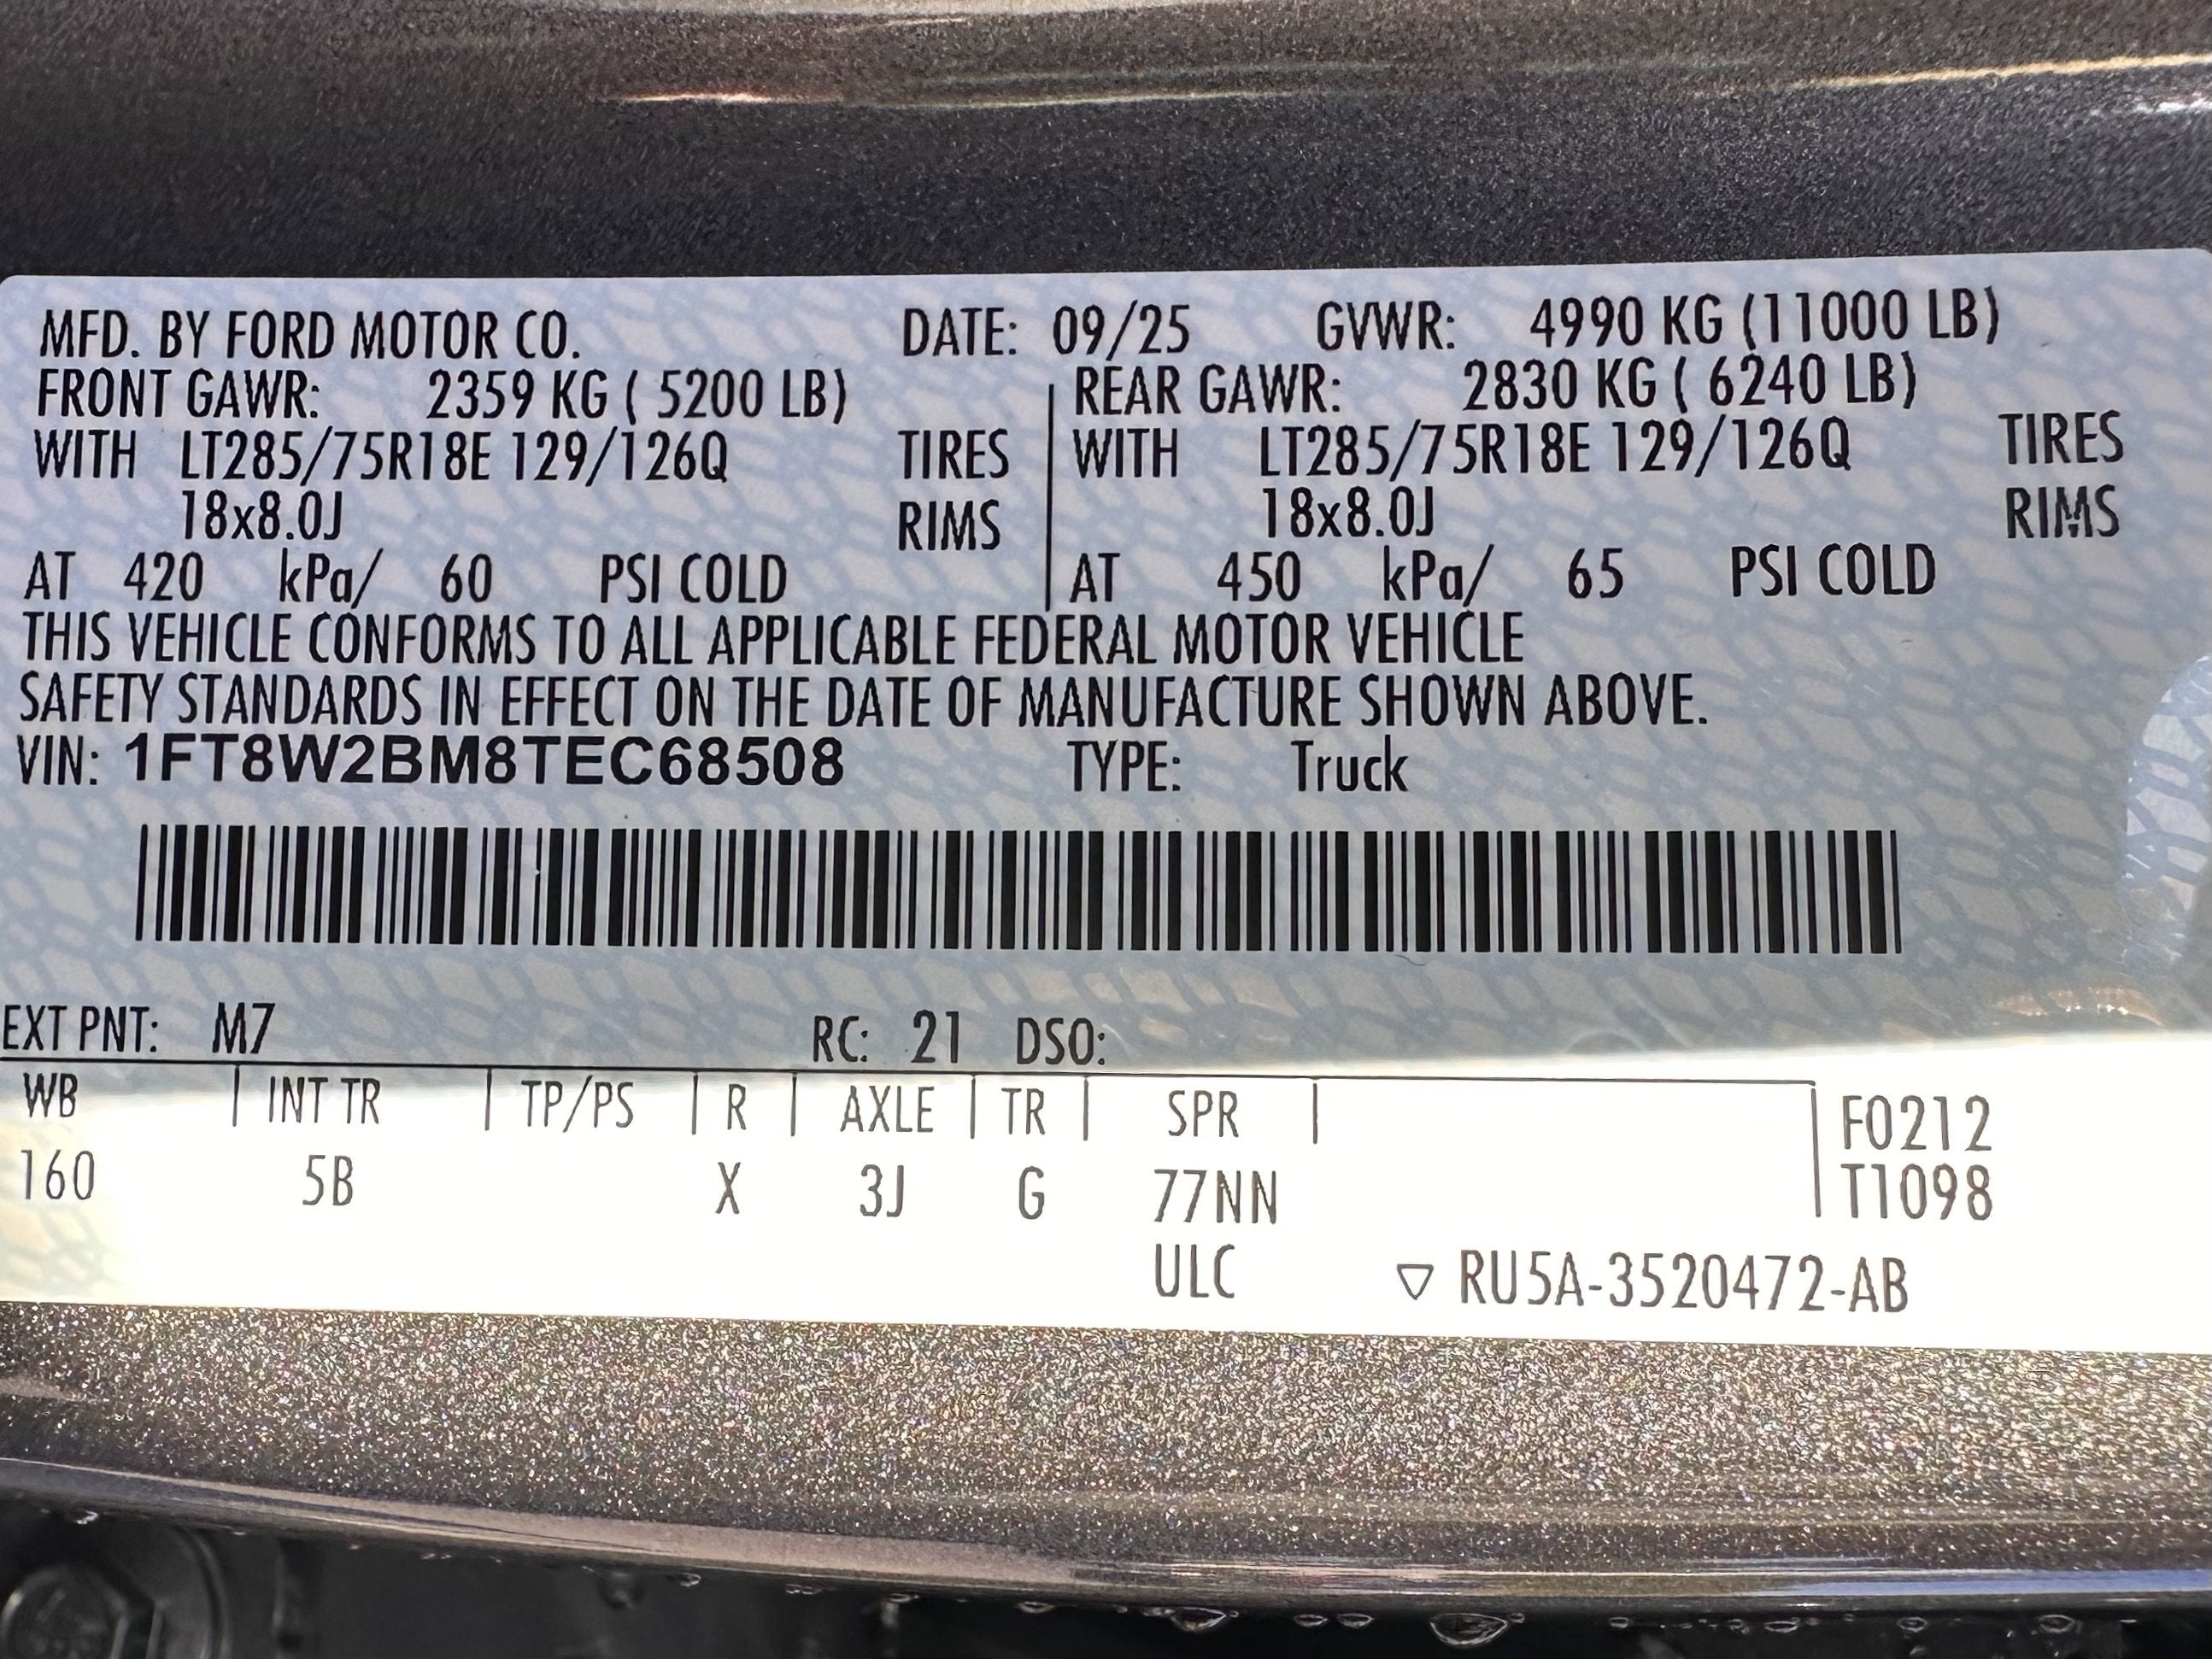 MFD. BY FORD MOTOR CO. DATE: 09/25 GVWR: 4990 KG (11000 LB)
FRONT GAWR: 2359 KG ( 5200 LB) REAR GAWR: 2830 KG ( 6240 LB)
WITH LT285/75R18E 129/126Q TIRES WITH LT285/75R18E 129/126Q TIRES
18x8.0J RIMS 18x8.0J RIMS
AT 420 kPa/ 60 PSI COLD AT 450 kPa/ 65 PSI COLD
THIS VEHICLE CONFORMS TO ALL APPLICABLE FEDERAL MOTOR VEHICLE
SAFETY STANDARDS IN EFFECT ON THE DATE OF MANUFACTURE SHOWN ABOVE.
VIN: 1FT8W2BM8TEC68508 TYPE: Truck
EXT PNT: M7 RC: 21 DSO:
WB | INT TR | TP/PS | R | AXLE | TR | SPR | F0212
160 5B X 3J G 77NN T1098
ULC ▽ RU5A-3520472-AB